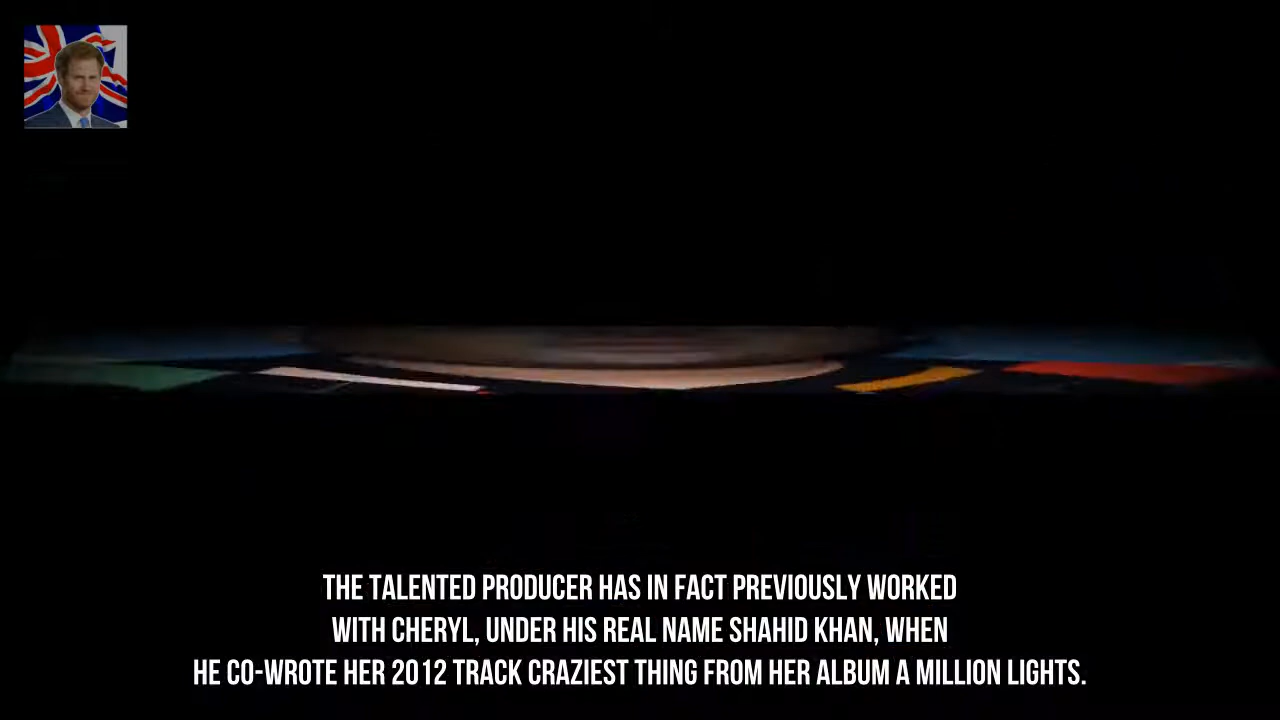 THE TALENTED PRODUCER HAS IN FACT PREVIOUSLY WORKED
WITH CHERYL, UNDER HIS REAL NAME SHAHID KHAN, WHEN
HE CO-WROTE HER 2012 TRACK CRAZIEST THING FROM HER ALBUM A MILLION LIGHTS.